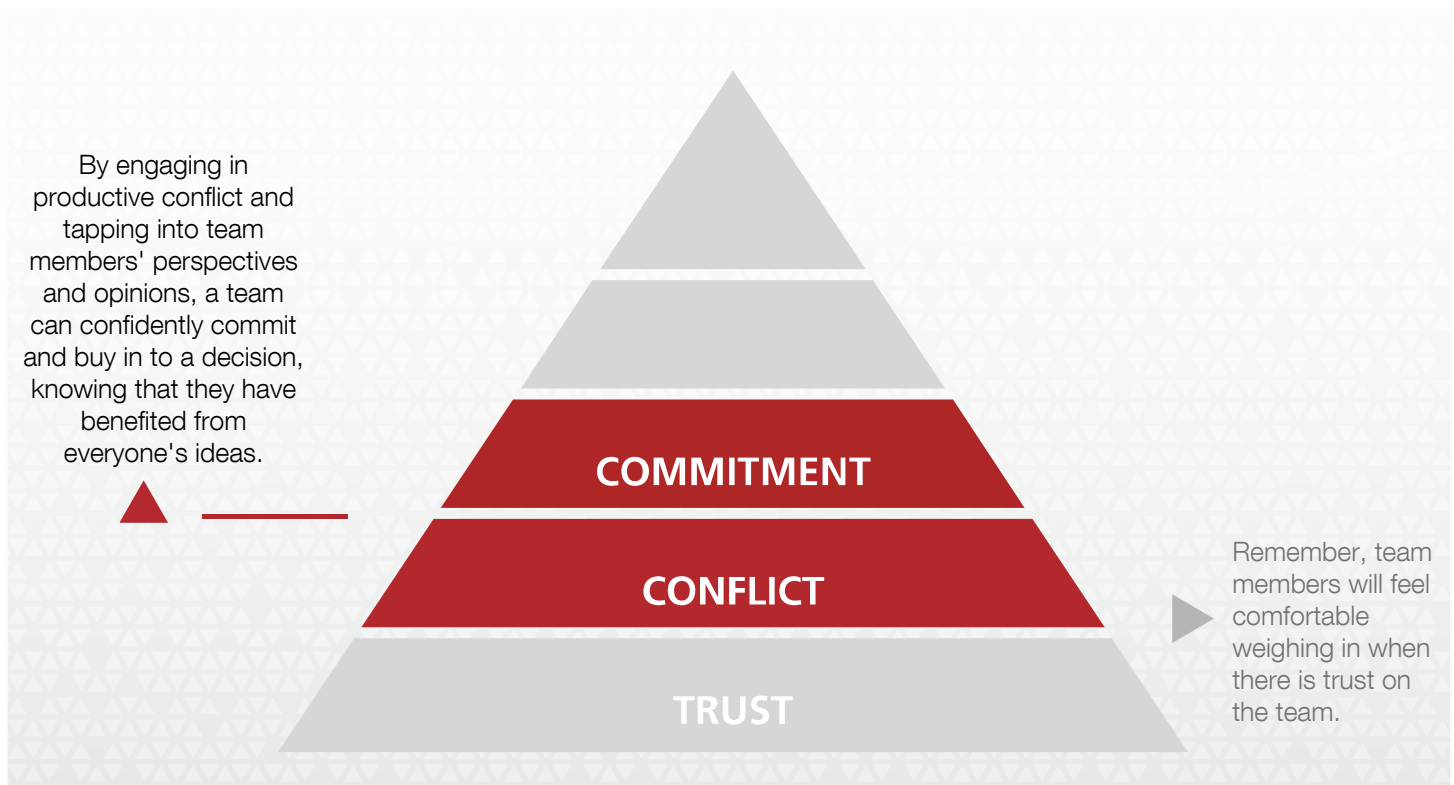 By engaging in
productive conflict and
tapping into team
members' perspectives
and opinions, a team
can confidently commit
and buy in to a decision,
knowing that they have
benefited from
everyone's ideas.
COMMITMENT
CONFLICT
TRUST
Remember, team
members will feel
comfortable
weighing in when
there is trust on
the team.